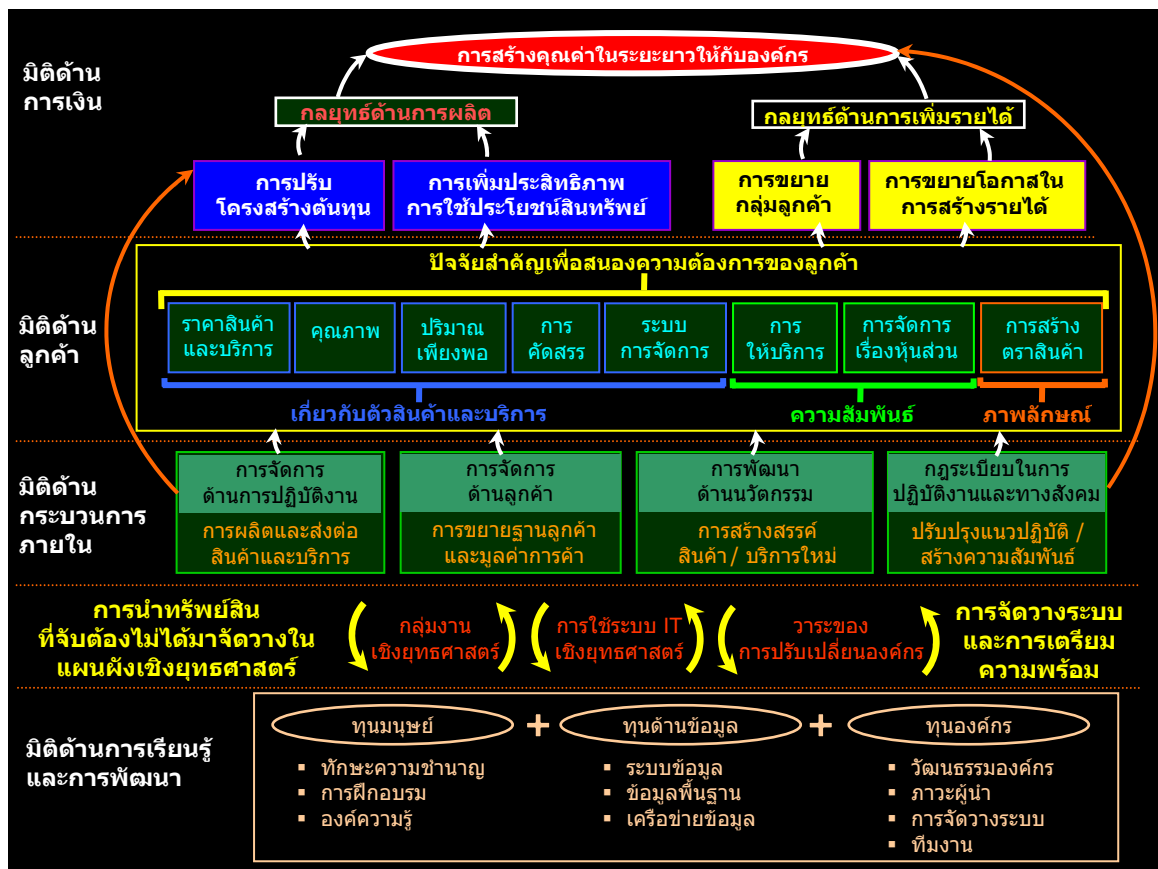 การสร้างคุณค่าในระยะยาวให้กับองค์กร
มิติด้าน
การเงิน
กลยุทธ์ด้านการผลิต
กลยุทธ์ด้านการเพิ่มรายได้
การปรับ
โครงสร้างต้นทุน
การเพิ่มประสิทธิภาพ
การใช้ประโยชน์สินทรัพย์
การขยาย
กลุ่มลูกค้า
การขยายโอกาสใน
การสร้างรายได้
ปัจจัยสำคัญเพื่อสนองความต้องการของลูกค้า
มิติด้าน
ลูกค้า
ราคาสินค้า
และบริการ
คุณภาพ
ปริมาณ
เพียงพอ
การ
คัดสรร
ระบบ
การจัดการ
การ
ให้บริการ
การจัดการ
เรื่องหุ้นส่วน
การสร้าง
ตราสินค้า
เกี่ยวกับตัวสินค้าและบริการ
ความสัมพันธ์
ภาพลักษณ์
มิติด้าน
กระบวนการ
ภายใน
การจัดการ
ด้านการปฏิบัติงาน
การผลิตและส่งต่อ
สินค้าและบริการ
การจัดการ
ด้านลูกค้า
การขยายฐานลูกค้า
และมูลค่าการค้า
การพัฒนา
ด้านนวัตกรรม
การสร้างสรรค์
สินค้า / บริการใหม่
กฎระเบียบในการ
ปฏิบัติงานและทางสังคม
ปรับปรุงแนวปฏิบัติ /
สร้างความสัมพันธ์
การนำทรัพย์สิน
ที่จับต้องไม่ได้มาจัดวางใน
แผนผังเชิงยุทธศาสตร์
กลุ่มงาน
เชิงยุทธศาสตร์
การใช้ระบบ IT
เชิงยุทธศาสตร์
วาระของ
การปรับเปลี่ยนองค์กร
การจัดวางระบบ
และการเตรียม
ความพร้อม
มิติด้านการเรียนรู้
และการพัฒนา
ทุนมนุษย์
▪ ทักษะความชำนาญ
▪ การฝึกอบรม
▪ องค์ความรู้
+
ทุนด้านข้อมูล
▪ ระบบข้อมูล
▪ ข้อมูลพื้นฐาน
▪ เครือข่ายข้อมูล
+
ทุนองค์กร
▪ วัฒนธรรมองค์กร
▪ ภาวะผู้นำ
▪ การจัดวางระบบ
▪ ทีมงาน